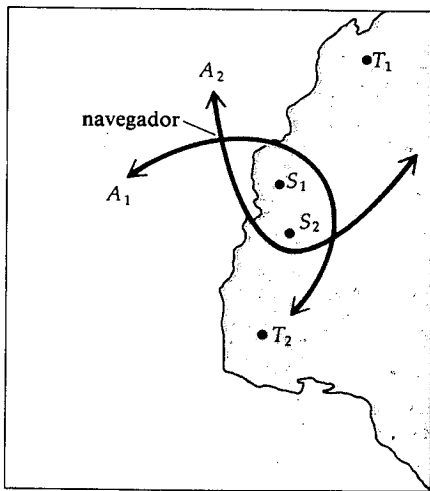 T₁
A₂
navegador
A₁
S₁
S₂
T₂